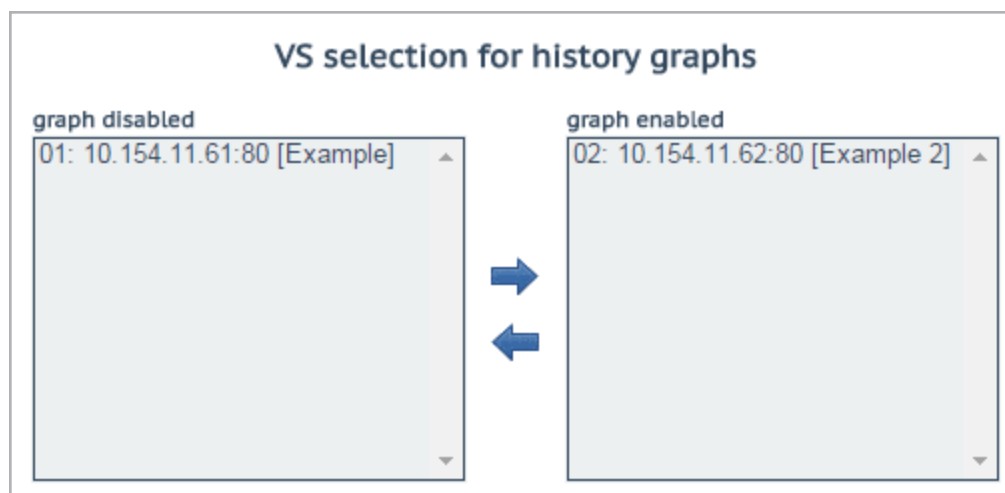 VS selection for history graphs
graph disabled
01: 10.154.11.61:80 [Example]
graph enabled
02: 10.154.11.62:80 [Example 2]